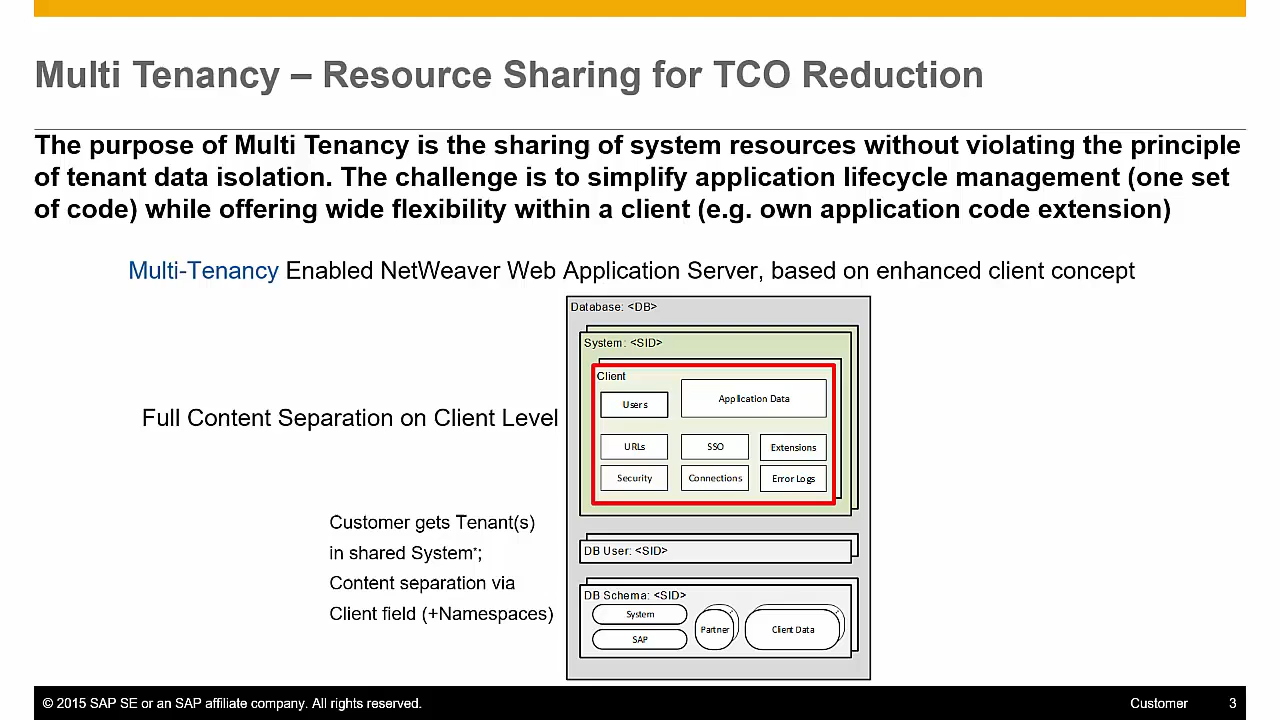 Multi Tenancy – Resource Sharing for TCO Reduction
The purpose of Multi Tenancy is the sharing of system resources without violating the principle
of tenant data isolation. The challenge is to simplify application lifecycle management (one set
of code) while offering wide flexibility within a client (e.g. own application code extension)
Multi-Tenancy Enabled NetWeaver Web Application Server, based on enhanced client concept
Database: <DB>
System: <SID>
Client
Users
Application Data
Full Content Separation on Client Level
URLs
SSO
Extensions
Security
Connections
Error Logs
Customer gets Tenant(s)
in shared System*;
Content separation via
Client field (+Namespaces)
DB User: <SID>
DB Schema: <SID>
System
SAP
Partner
Client Data
© 2015 SAP SE or an SAP affiliate company. All rights reserved.
Customer
3